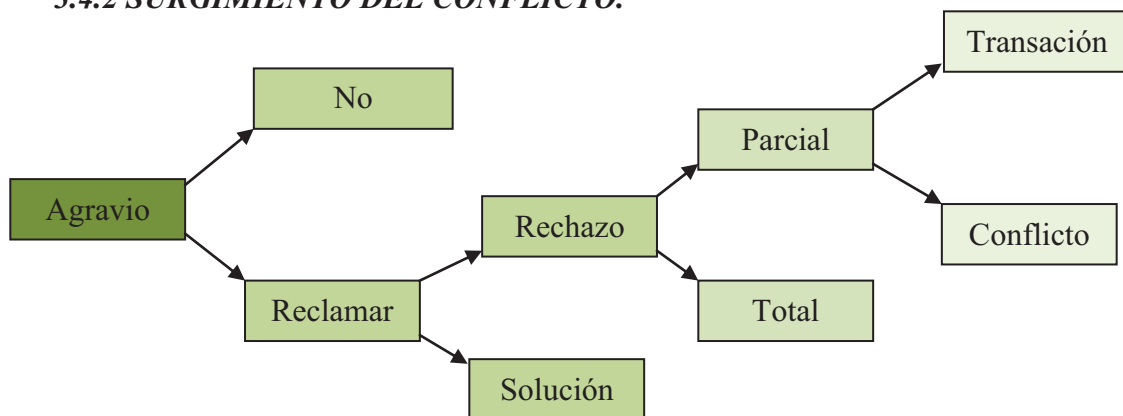 3.4.2 SURGIMIENTO DEL CONFLICTO.
Transación
No
Parcial
Agravio
Rechazo
Conflicto
Reclamar
Total
Solución